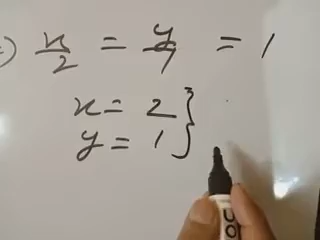 ) x/2 = y/1 = 1
x = 2 }
y = 1